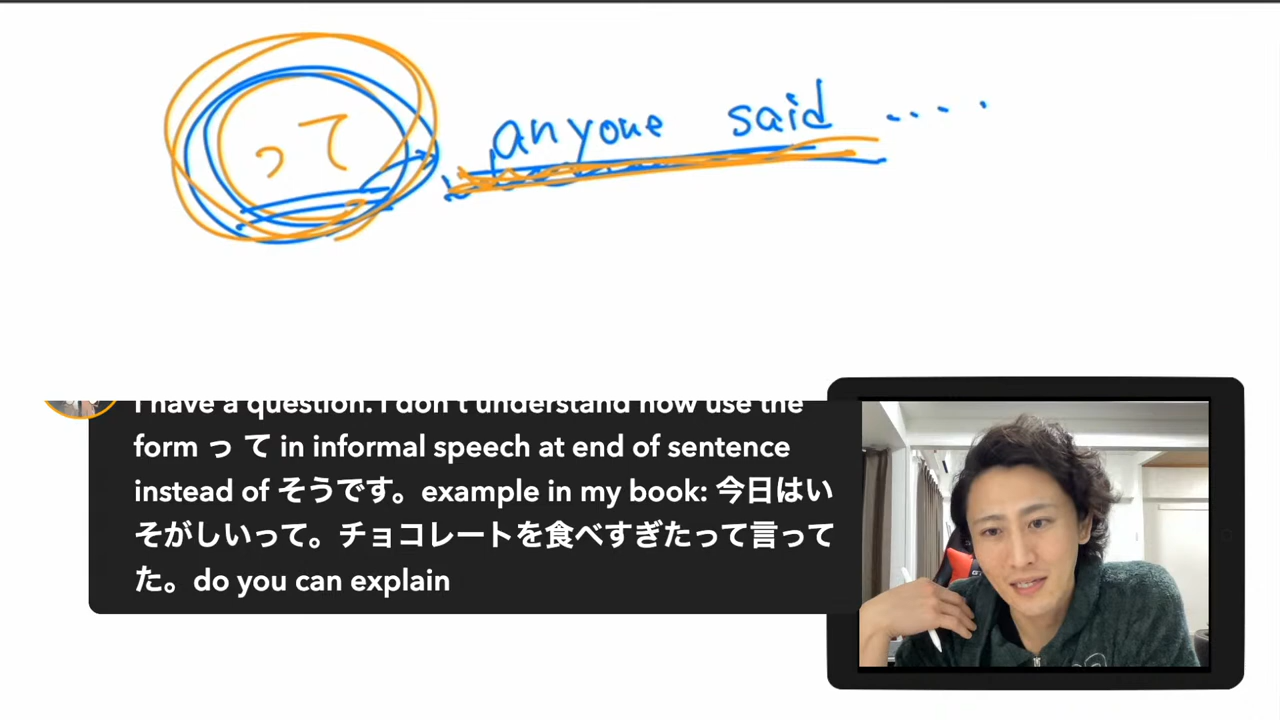 って
anyone said ....
I have a question. I don't understand how use the
form っ て in informal speech at end of sentence
instead of そうです。example in my book: 今日はい
そがしいって。チョコレートを食べすぎたって言って
た。do you can explain